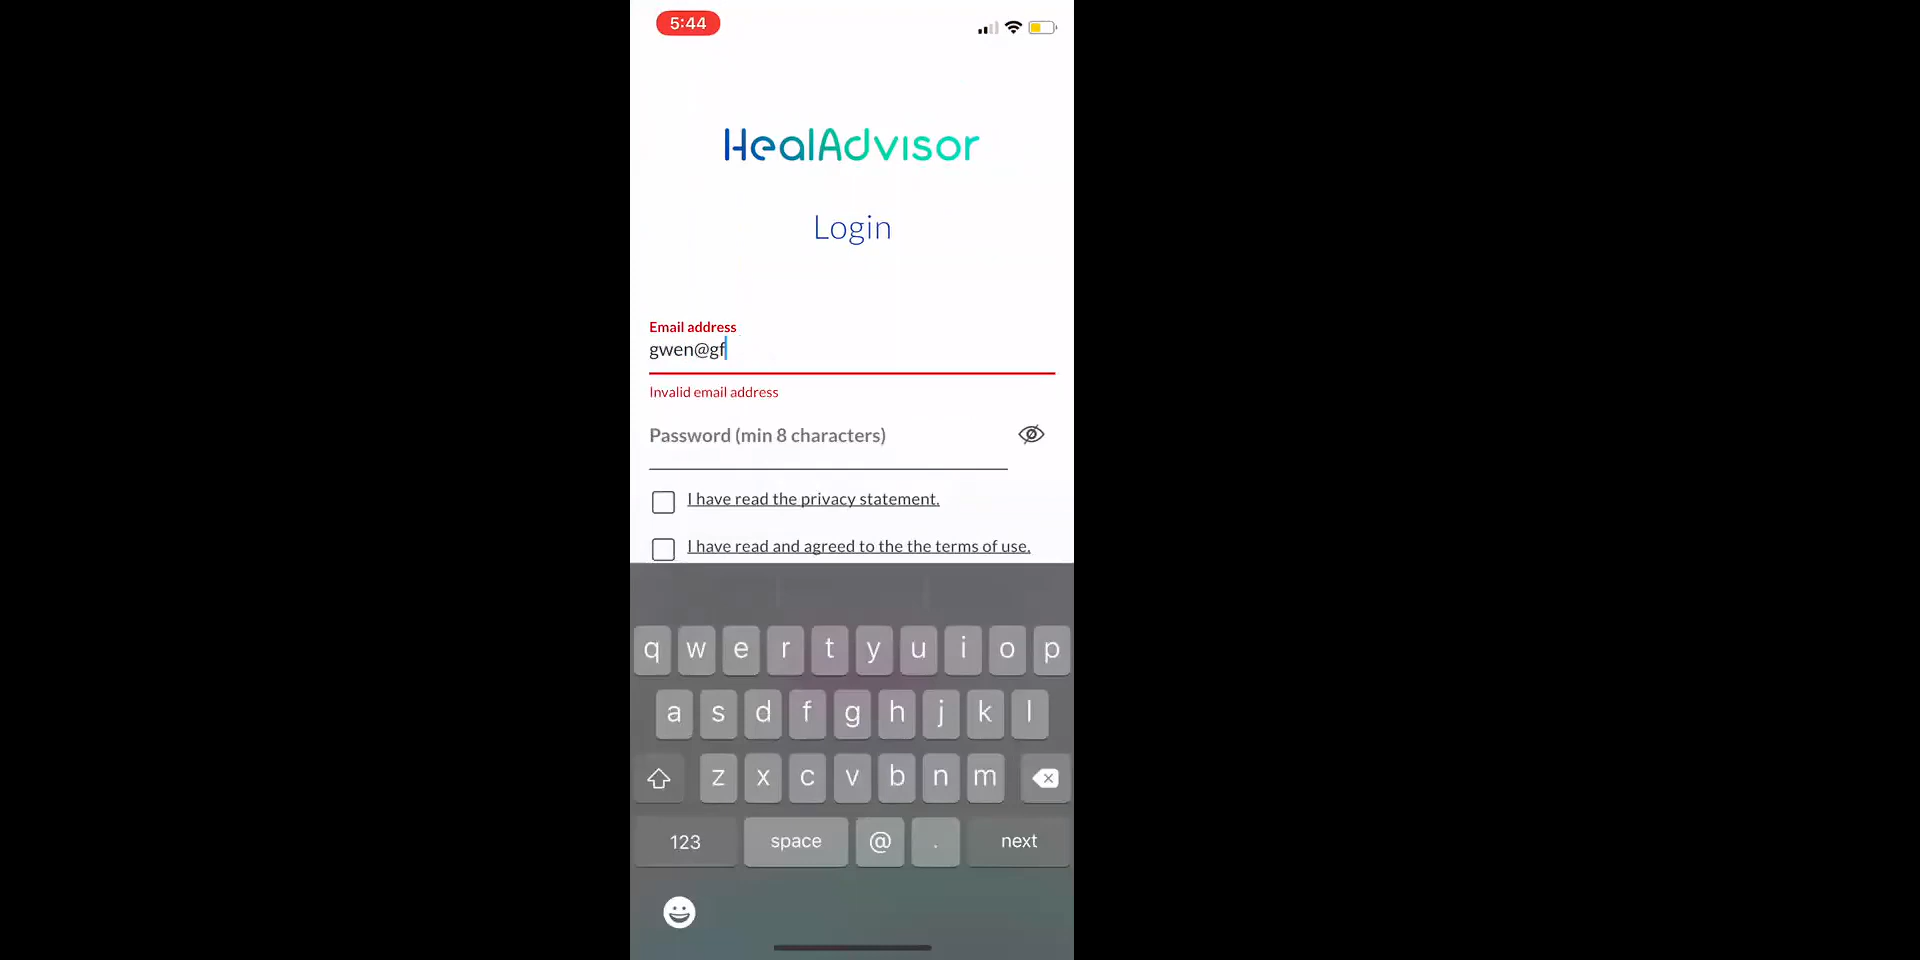 5:44
HealAdvisor
Login
Email address
gwen@gf
Invalid email address
Password (min 8 characters)
I have read the privacy statement.
I have read and agreed to the the terms of use.
q w e r t y u i o p
a s d f g h j k l
z x c v b n m
123 space @ . next